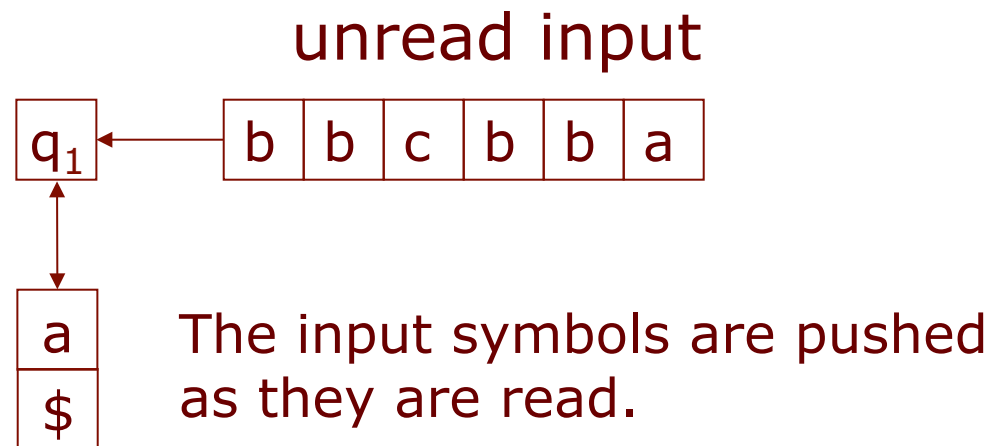 unread input
q₁ b b c b b a
a
$
The input symbols are pushed
as they are read.